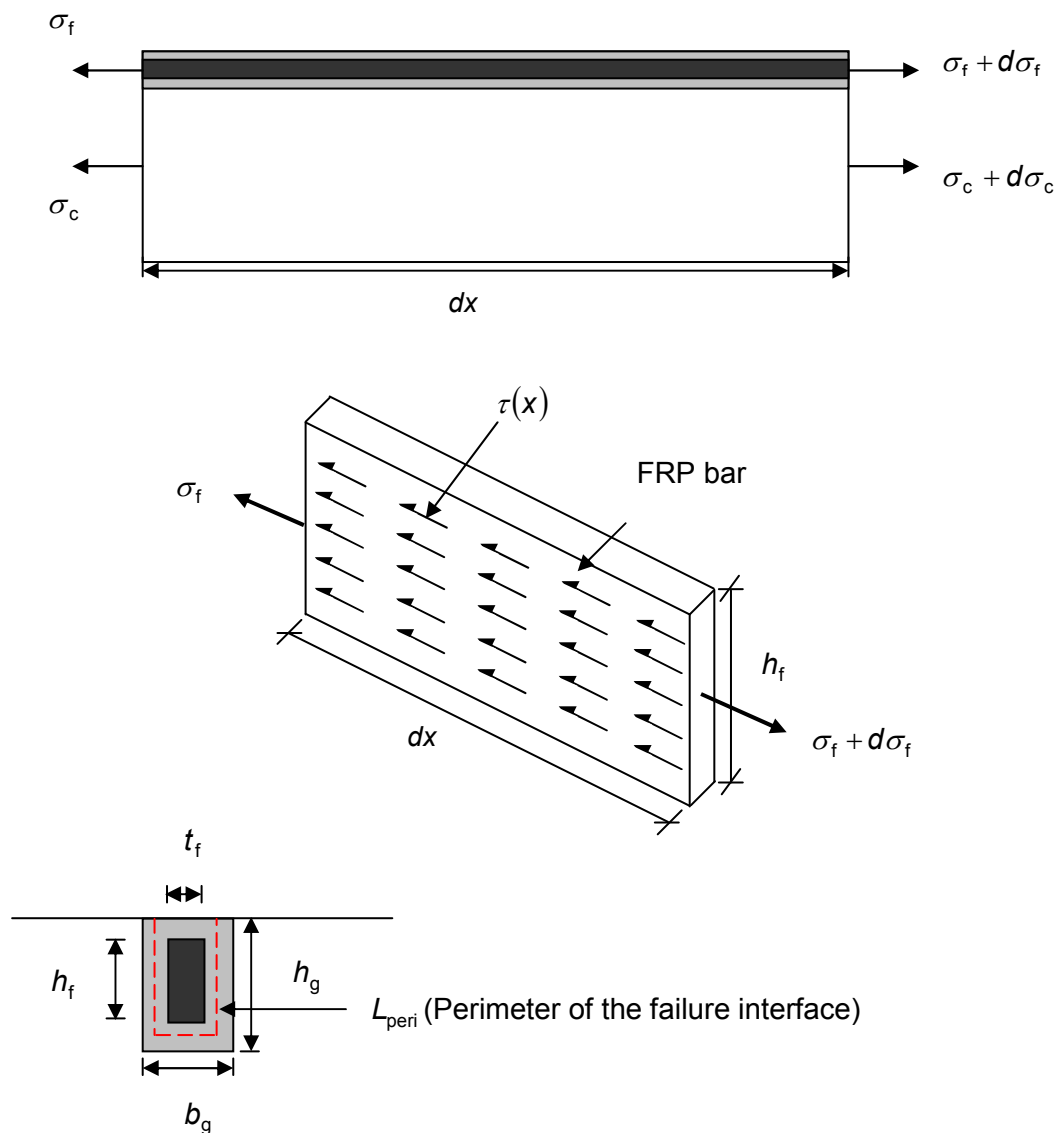 σf
σf + dσf
σc
σc + dσc
dx
τ(x)
FRP bar
σf
hf
dx
σf + dσf
tf
hf
hg
Lperi (Perimeter of the failure interface)
bg